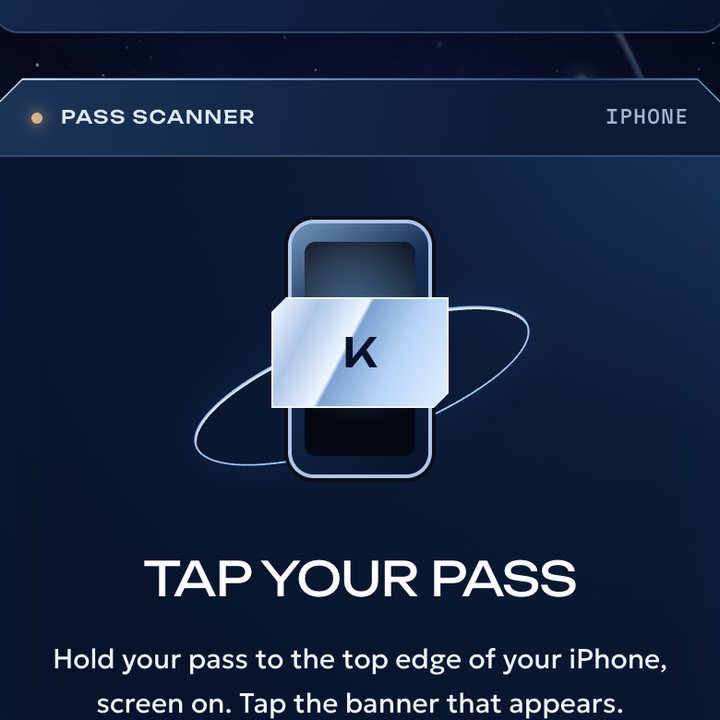 PASS SCANNER
IPHONE
K
TAP YOUR PASS
Hold your pass to the top edge of your iPhone,
screen on. Tap the banner that appears.